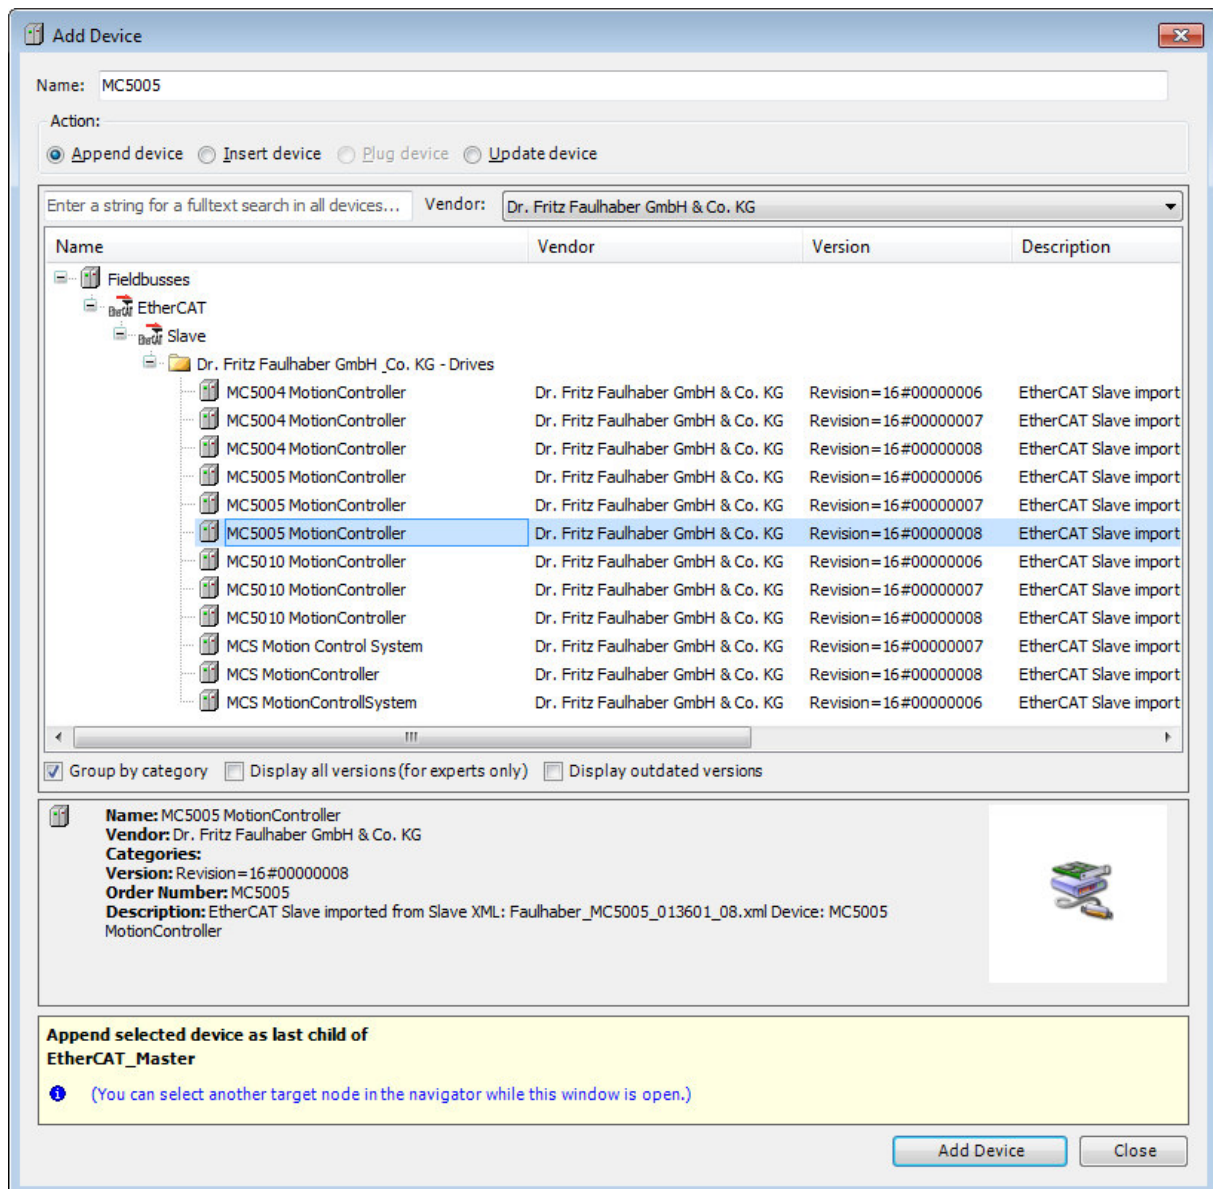 Add Device
Name: MC5005
Action:
Append device Insert device Plug device Update device
Enter a string for a fulltext search in all devices... Vendor: Dr. Fritz Faulhaber GmbH & Co. KG
Name Vendor Version Description
Fieldbusses
EtherCAT
Slave
Dr. Fritz Faulhaber GmbH _Co. KG - Drives
MC5004 MotionController Dr. Fritz Faulhaber GmbH & Co. KG Revision=16#00000006 EtherCAT Slave import
MC5004 MotionController Dr. Fritz Faulhaber GmbH & Co. KG Revision=16#00000007 EtherCAT Slave import
MC5004 MotionController Dr. Fritz Faulhaber GmbH & Co. KG Revision=16#00000008 EtherCAT Slave import
MC5005 MotionController Dr. Fritz Faulhaber GmbH & Co. KG Revision=16#00000006 EtherCAT Slave import
MC5005 MotionController Dr. Fritz Faulhaber GmbH & Co. KG Revision=16#00000007 EtherCAT Slave import
MC5005 MotionController Dr. Fritz Faulhaber GmbH & Co. KG Revision=16#00000008 EtherCAT Slave import
MC5010 MotionController Dr. Fritz Faulhaber GmbH & Co. KG Revision=16#00000006 EtherCAT Slave import
MC5010 MotionController Dr. Fritz Faulhaber GmbH & Co. KG Revision=16#00000007 EtherCAT Slave import
MC5010 MotionController Dr. Fritz Faulhaber GmbH & Co. KG Revision=16#00000008 EtherCAT Slave import
MCS Motion Control System Dr. Fritz Faulhaber GmbH & Co. KG Revision=16#00000007 EtherCAT Slave import
MCS MotionController Dr. Fritz Faulhaber GmbH & Co. KG Revision=16#00000008 EtherCAT Slave import
MCS MotionControllSystem Dr. Fritz Faulhaber GmbH & Co. KG Revision=16#00000006 EtherCAT Slave import
Group by category Display all versions (for experts only) Display outdated versions
Name: MC5005 MotionController
Vendor: Dr. Fritz Faulhaber GmbH & Co. KG
Categories:
Version: Revision=16#00000008
Order Number: MC5005
Description: EtherCAT Slave imported from Slave XML: Faulhaber_MC5005_013601_08.xml Device: MC5005
MotionController
Append selected device as last child of
EtherCAT_Master
(You can select another target node in the navigator while this window is open.)
Add Device Close